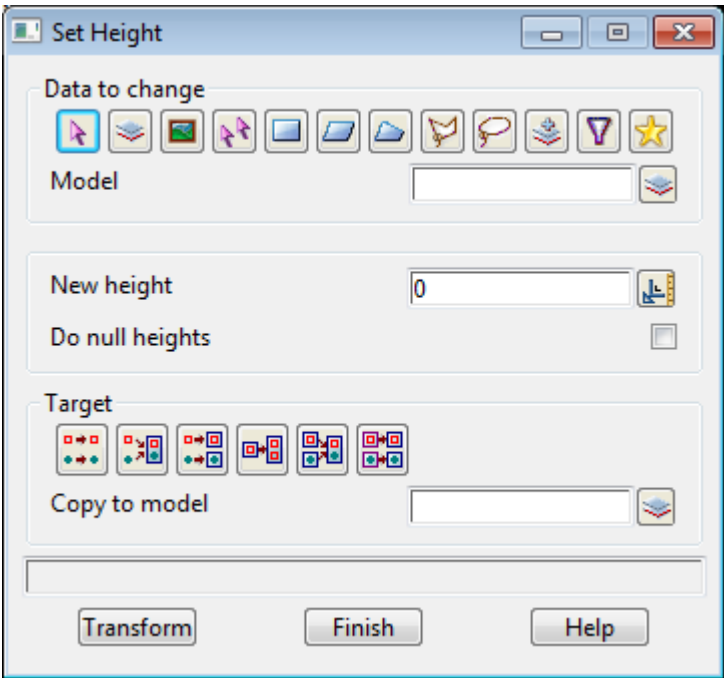 Set Height
Data to change
Model
New height
0
Do null heights
Target
Copy to model
Transform Finish Help